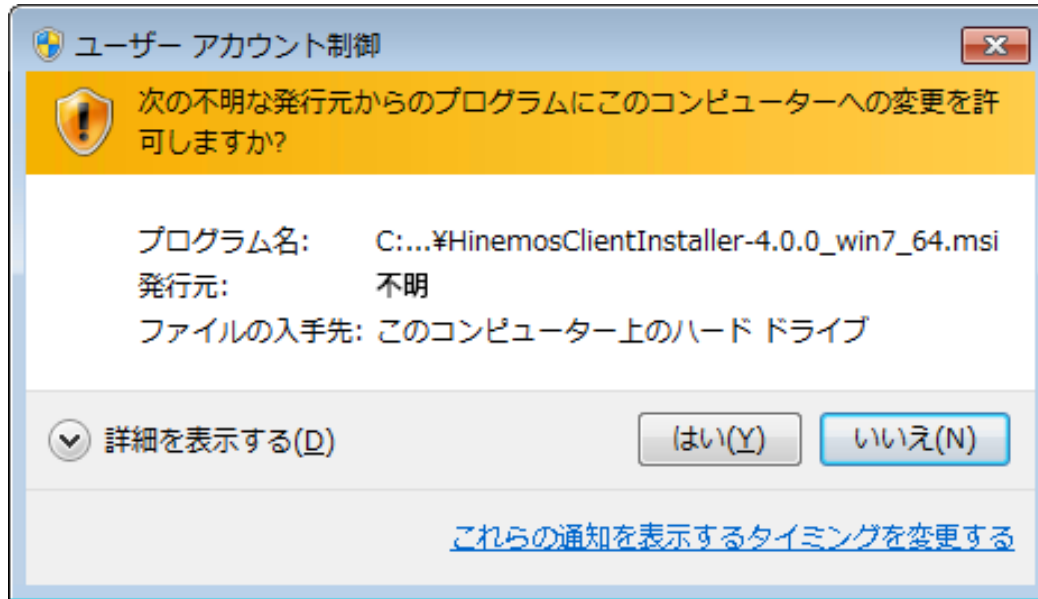 ユーザー アカウント制御
次の不明な発行元からのプログラムにこのコンピューターへの変更を許
可しますか?
プログラム名: C:...¥HinemosClientInstaller-4.0.0_win7_64.msi
発行元: 不明
ファイルの入手先: このコンピューター上のハード ドライブ
詳細を表示する(D) はい(Y) いいえ(N)
これらの通知を表示するタイミングを変更する